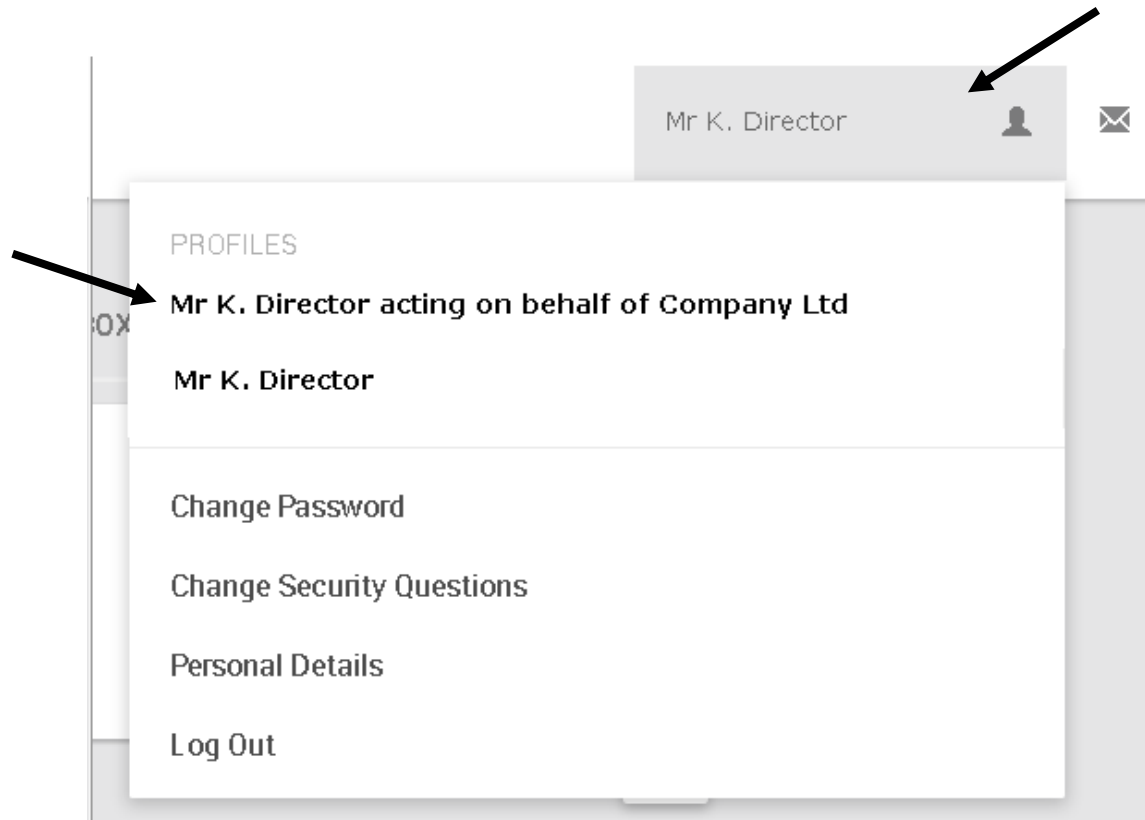 Mr K. Director
PROFILES
Mr K. Director acting on behalf of Company Ltd
Mr K. Director
Change Password
Change Security Questions
Personal Details
Log Out